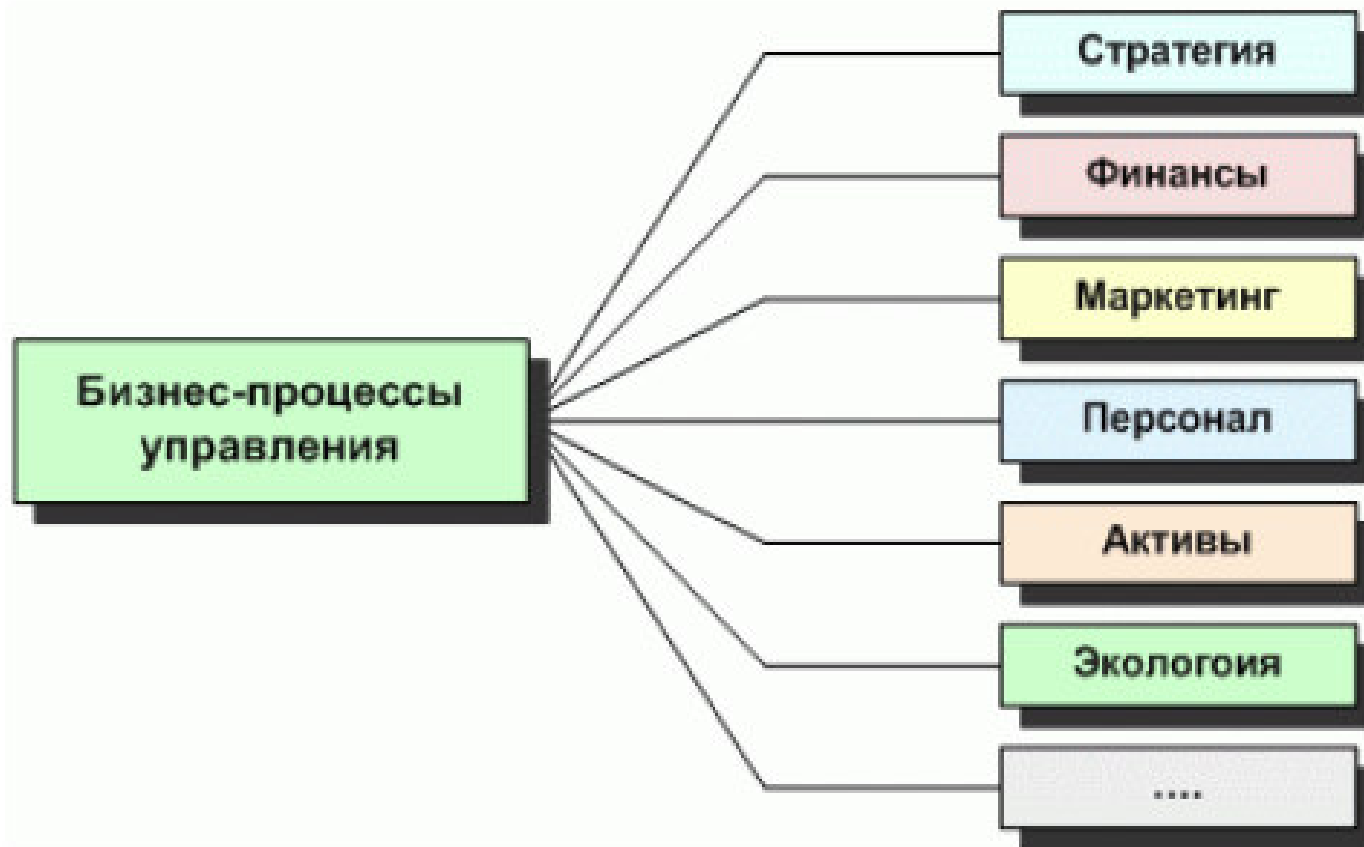 Стратегия
Финансы
Маркетинг
Бизнес-процессы
управления
Персонал
Активы
Экологоия
....